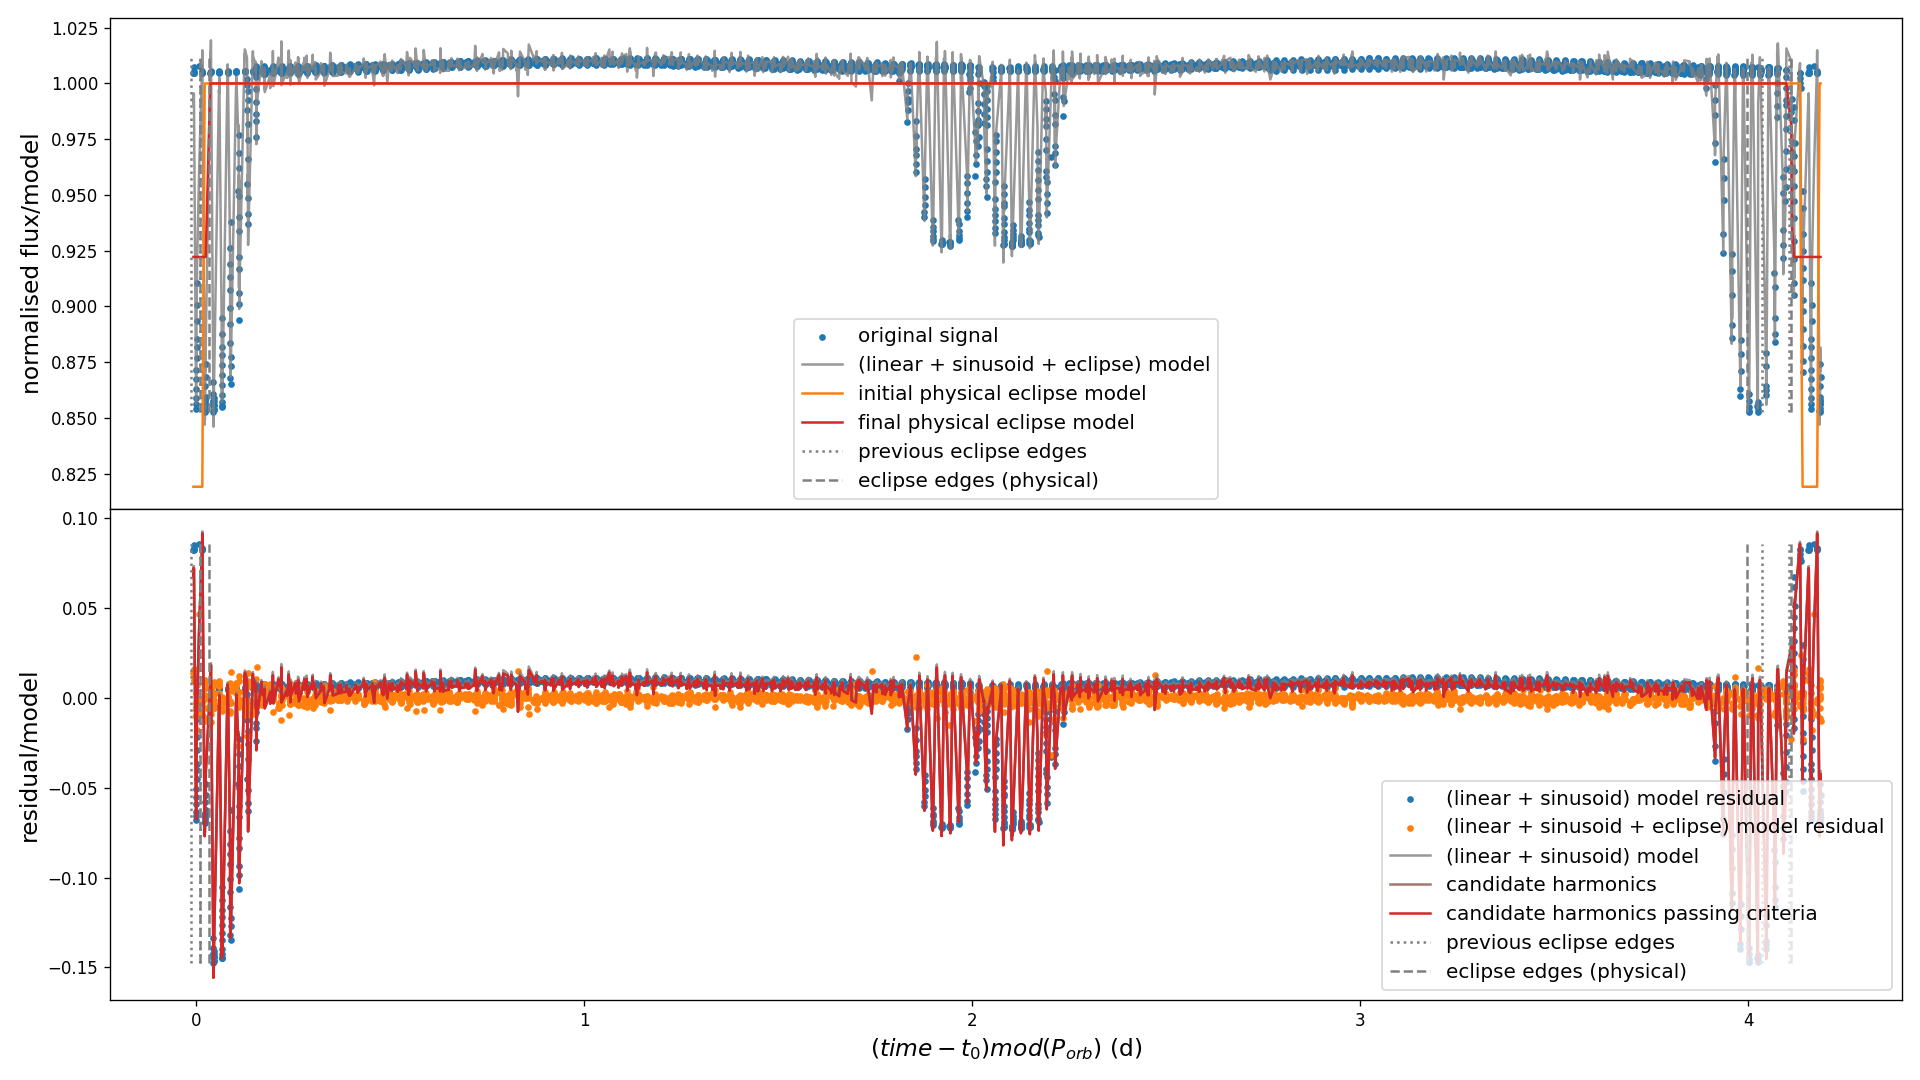 1.025
1.000
0.975
0.950
0.925
0.900
0.875
0.850
0.825
normalised flux/model
original signal
(linear + sinusoid + eclipse) model
initial physical eclipse model
final physical eclipse model
previous eclipse edges
eclipse edges (physical)
0.10
0.05
0.00
−0.05
−0.10
−0.15
residual/model
(linear + sinusoid) model residual
(linear + sinusoid + eclipse) model residual
(linear + sinusoid) model
candidate harmonics
candidate harmonics passing criteria
previous eclipse edges
eclipse edges (physical)
0 1 2 3 4
(time − t₀)mod(Pₒᵣb) (d)